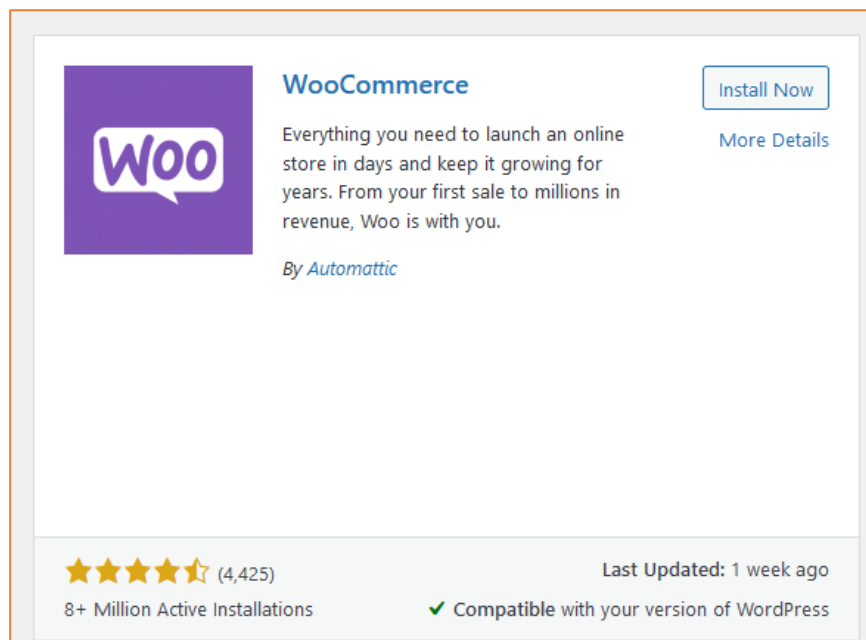 Woo
WooCommerce
Install Now
More Details
Everything you need to launch an online
store in days and keep it growing for
years. From your first sale to millions in
revenue, Woo is with you.
By Automattic
(4,425)
Last Updated: 1 week ago
8+ Million Active Installations
Compatible with your version of WordPress